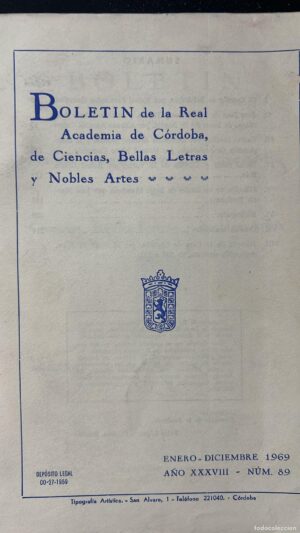 BOLETIN de la Real
Academia de Córdoba,
de Ciencias, Bellas Letras
y Nobles Artes
ENERO - DICIEMBRE 1969
AÑO XXXVIII - NÚM. 89
DEPÓSITO LEGAL
CO-27-1959
Tipografía Artística. - San Alvaro, 1 - Teléfono 221040. - Córdoba
todocoleccion